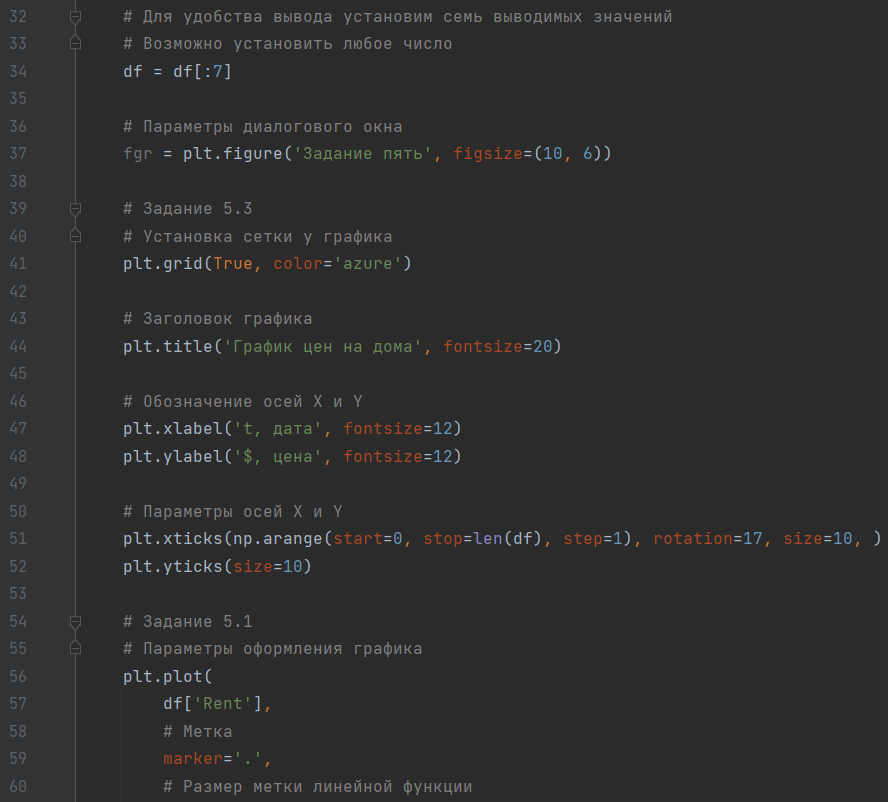 32 # Для удобства вывода установим семь выводимых значений
33 # Возможно установить любое число
34 df = df[:7]
35
36 # Параметры диалогового окна
37 fgr = plt.figure('Задание пять', figsize=(10, 6))
38
39 # Задание 5.3
40 # Установка сетки у графика
41 plt.grid(True, color='azure')
42
43 # Заголовок графика
44 plt.title('График цен на дома', fontsize=20)
45
46 # Обозначение осей X и Y
47 plt.xlabel('t, дата', fontsize=12)
48 plt.ylabel('$, цена', fontsize=12)
49
50 # Параметры осей X и Y
51 plt.xticks(np.arange(start=0, stop=len(df), step=1), rotation=17, size=10, )
52 plt.yticks(size=10)
53
54 # Задание 5.1
55 # Параметры оформления графика
56 plt.plot(
57 df['Rent'],
58 # Метка
59 marker='.',
60 # Размер метки линейной функции